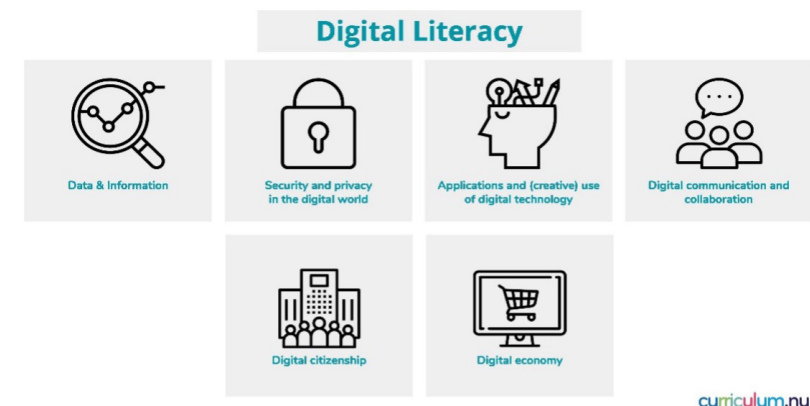 Digital Literacy
Data & Information
Security and privacy
in the digital world
Applications and (creative) use
of digital technology
Digital communication and
collaboration
Digital citizenship
Digital economy
curriculum.nu